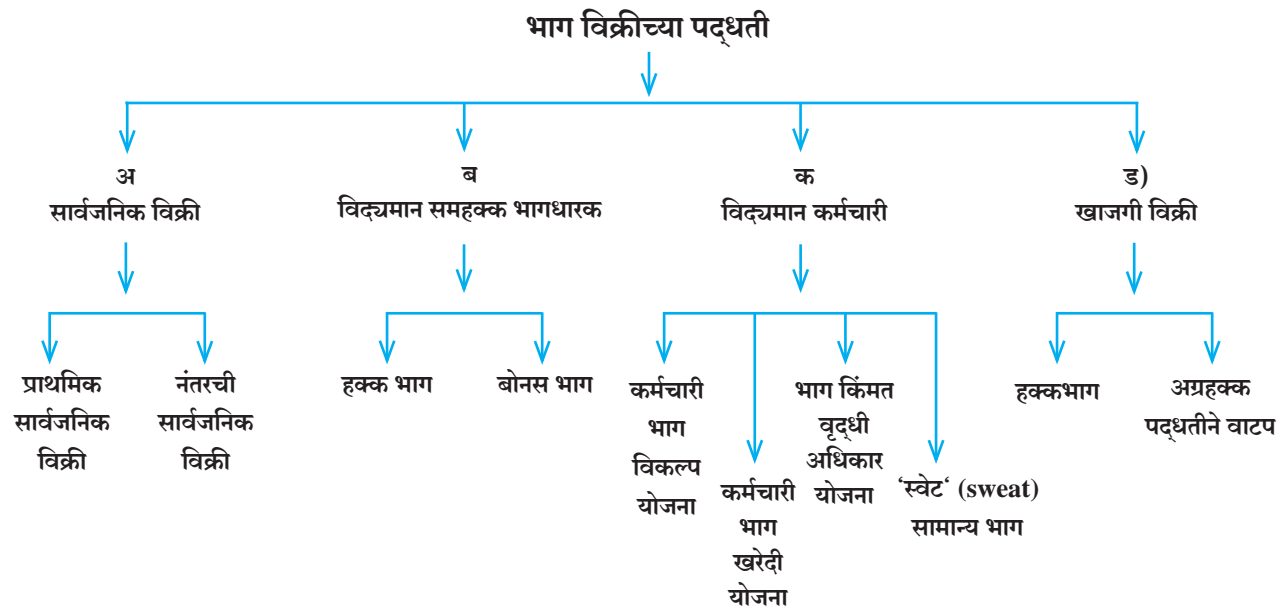 भाग विक्रीच्या पद्धती
अ
सार्वजनिक विक्री
ब
विद्यमान समहक्क भागधारक
क
विद्यमान कर्मचारी
ड)
खाजगी विक्री
प्राथमिक
सार्वजनिक
विक्री
नंतरची
सार्वजनिक
विक्री
हक्क भाग
बोनस भाग
कर्मचारी
भाग
विकल्प
योजना
कर्मचारी
भाग
खरेदी
योजना
भाग किंमत
वृद्धी
अधिकार
योजना
‘स्वेट‘ (sweat)
सामान्य भाग
हक्कभाग
अग्रहक्क
पद्धतीने वाटप